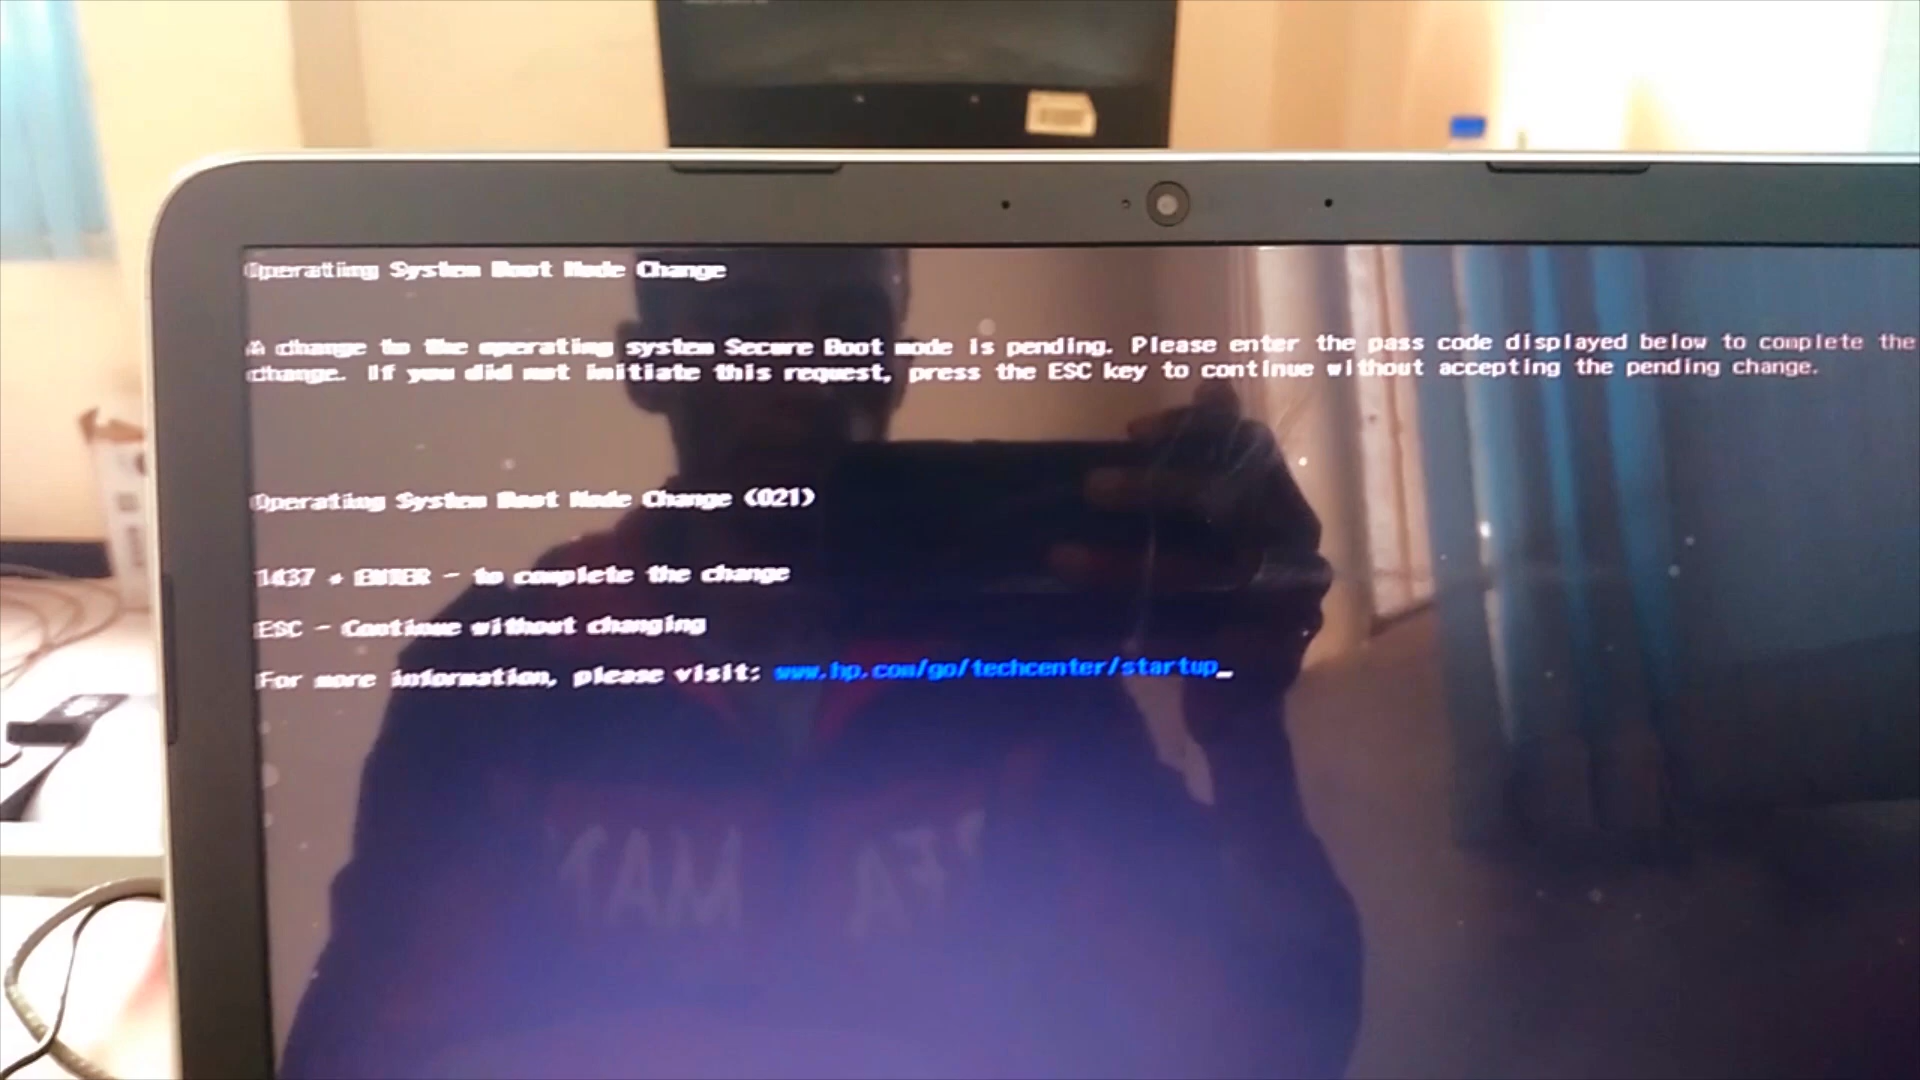 Operating System Boot Mode Change
A change to the operating system Secure Boot mode is pending. Please enter the pass code displayed below to complete the
change. If you did not initiate this request, press the ESC key to continue without accepting the pending change.
Operating System Boot Mode Change (021)
1437 + ENTER - to complete the change
ESC - Continue without changing
For more information, please visit: www.hp.com/go/techcenter/startup_